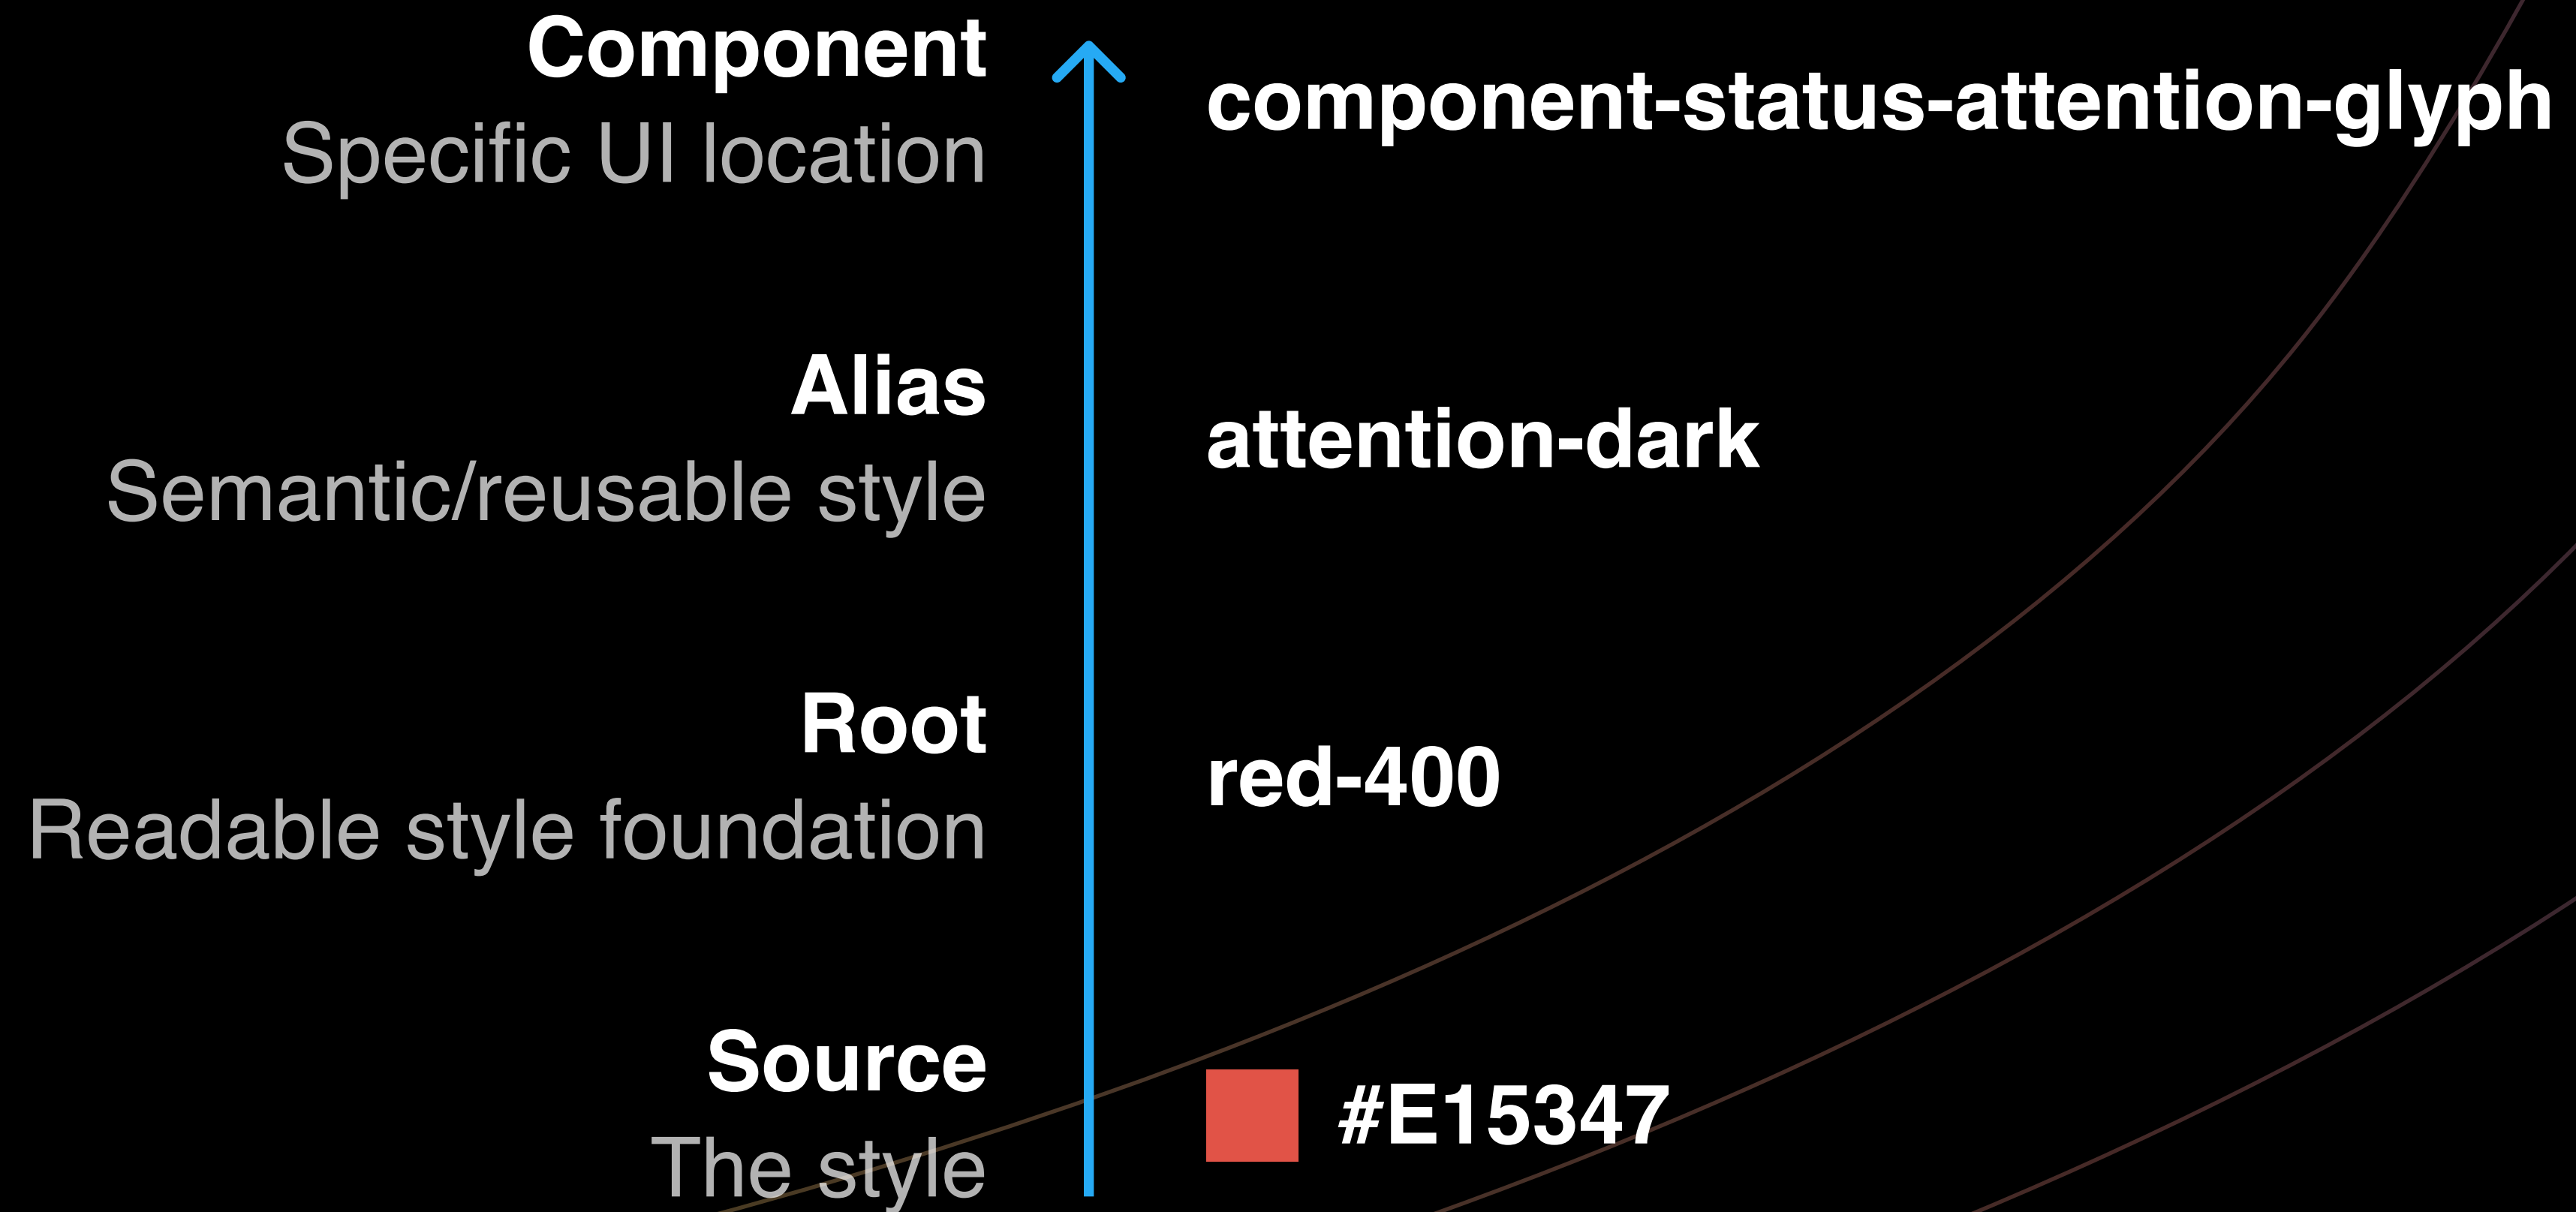 Component
Specific UI location
component-status-attention-glyph
Alias
Semantic/reusable style
attention-dark
Root
Readable style foundation
red-400
Source
The style
#E15347